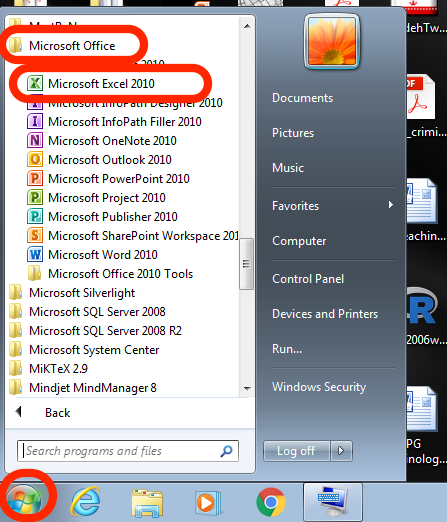 Microsoft Office
Microsoft Excel 2010
Microsoft InfoPath Designer 2010
Microsoft InfoPath Filler 2010
Microsoft OneNote 2010
Microsoft Outlook 2010
Microsoft PowerPoint 2010
Microsoft Project 2010
Microsoft Publisher 2010
Microsoft SharePoint Workspace 201
Microsoft Word 2010
Microsoft Office 2010 Tools
Microsoft Silverlight
Microsoft SQL Server 2008
Microsoft SQL Server 2008 R2
Microsoft System Center
MiKTeX 2.9
Mindjet MindManager 8
Back
Search programs and files
Documents
Pictures
Music
Favorites
Computer
Control Panel
Devices and Printers
Run...
Windows Security
Log off
dehTw
_crimi
eachin
R
2006w
PG
inolog...